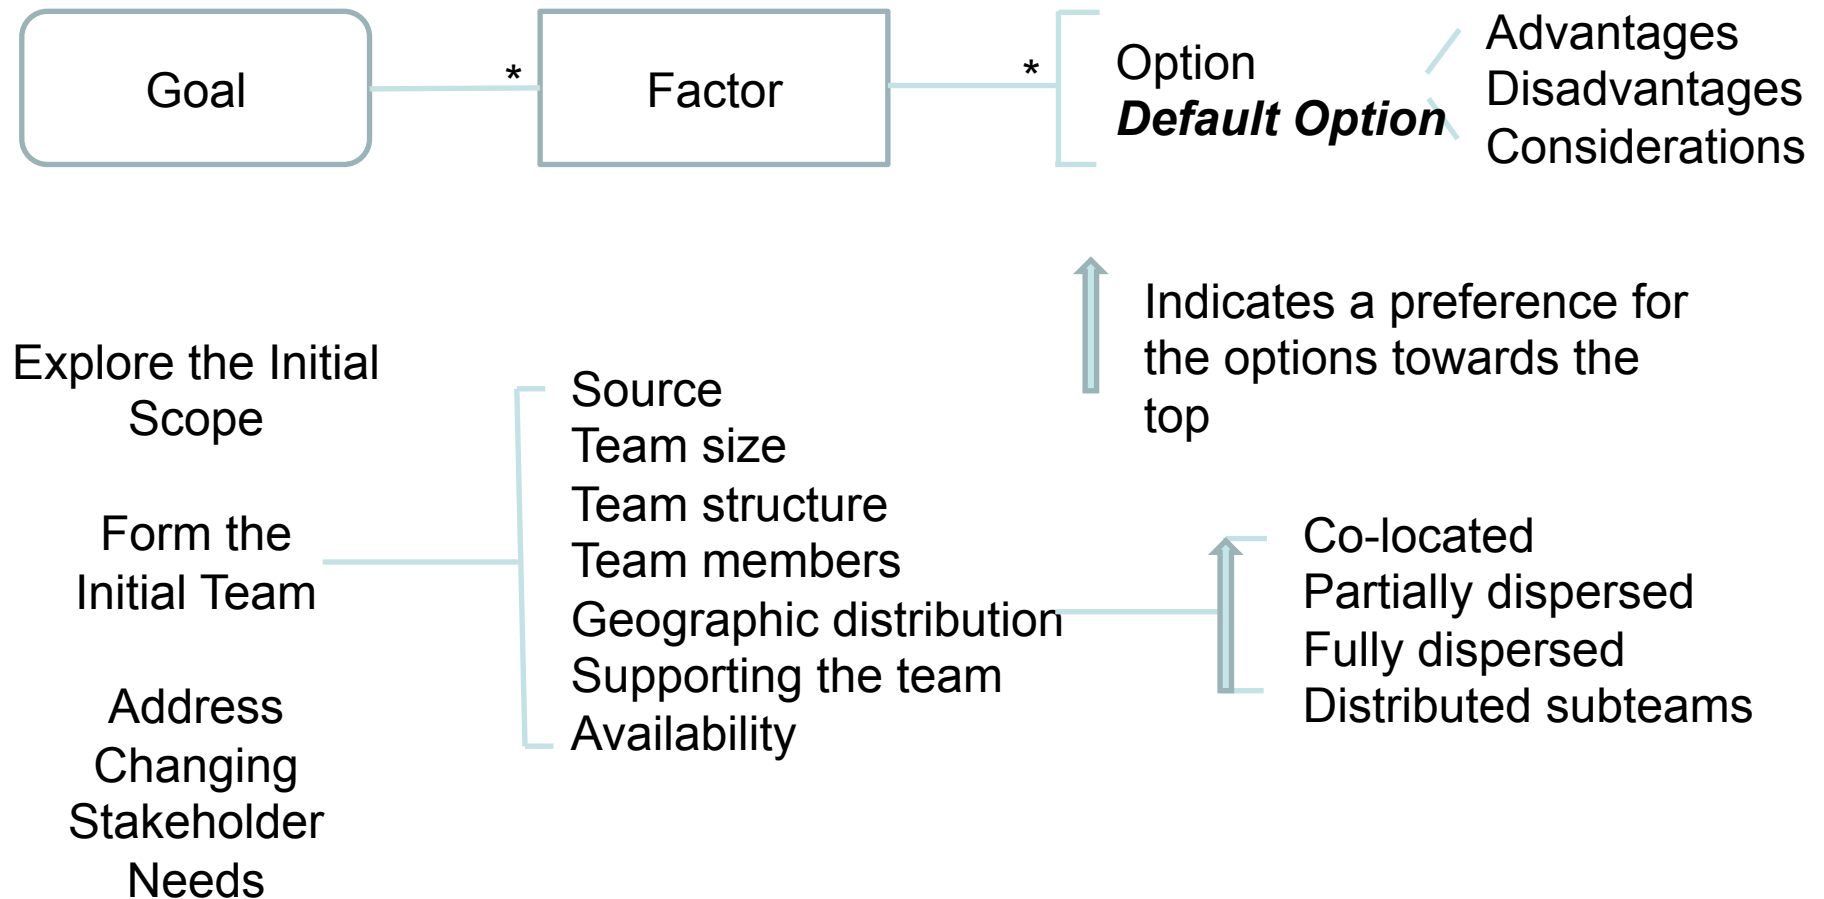 Goal
*
Factor
*
Option
Default Option
Advantages
Disadvantages
Considerations
Indicates a preference for
the options towards the
top
Explore the Initial
Scope
Form the
Initial Team
Address
Changing
Stakeholder
Needs
Source
Team size
Team structure
Team members
Geographic distribution
Supporting the team
Availability
Co-located
Partially dispersed
Fully dispersed
Distributed subteams